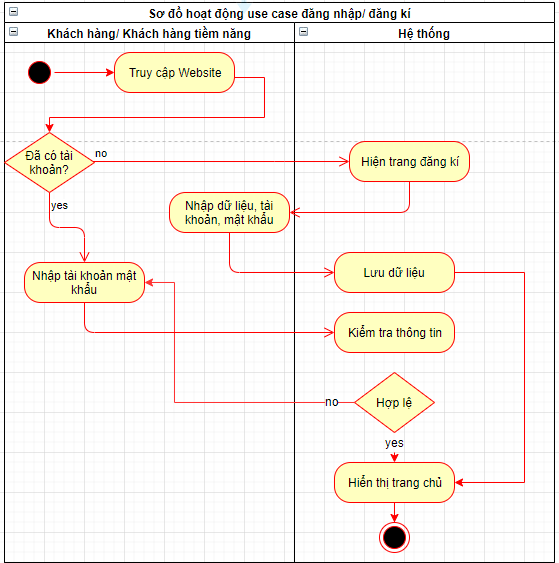 Sơ đồ hoạt động use case đăng nhập/ đăng kí
Khách hàng/ Khách hàng tiềm năng
Hệ thống
Truy cập Website
Đã có tài
khoản?
no
Hiện trang đăng kí
yes
Nhập dữ liệu, tài
khoản, mật khẩu
Nhập tài khoản mật
khẩu
Lưu dữ liệu
Kiểm tra thông tin
Hợp lệ
no
yes
Hiển thị trang chủ